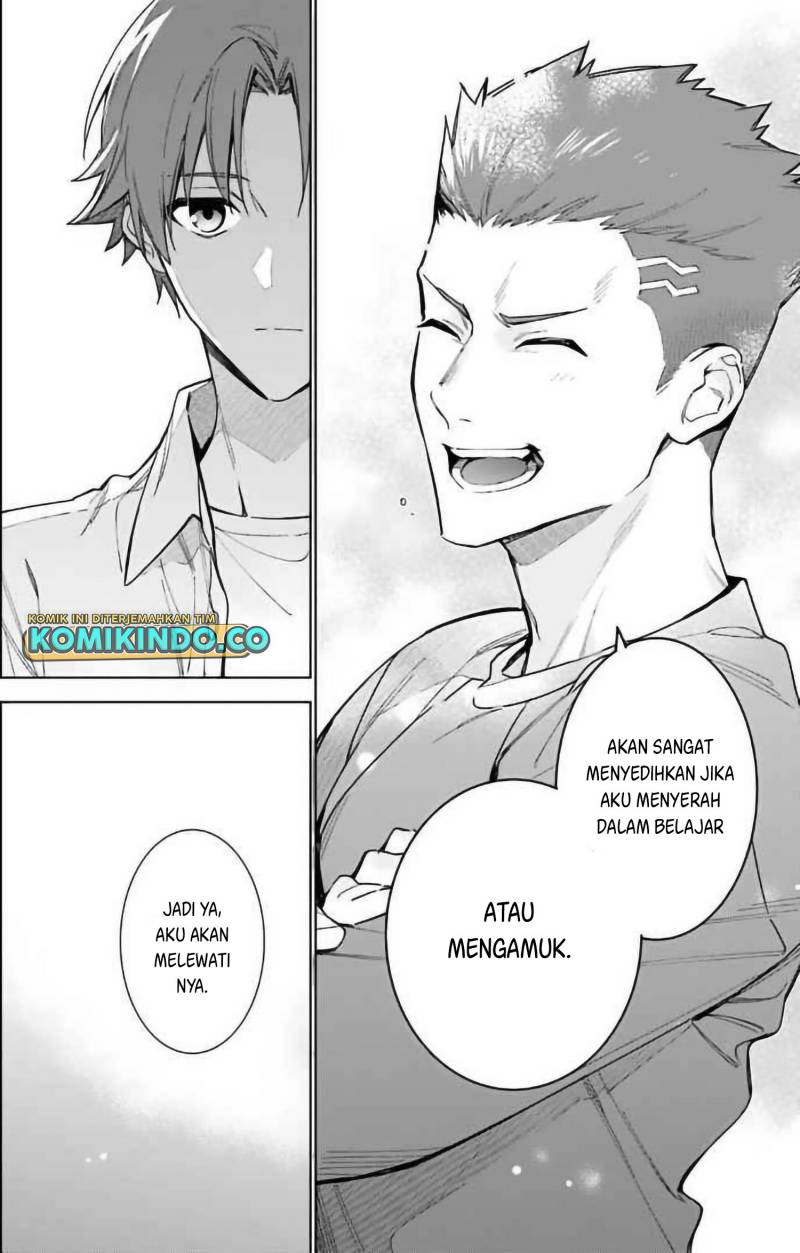 AKAN SANGAT
MENYEDIHKAN JIKA
AKU MENYERAH
DALAM BELAJAR
ATAU
MENGAMUK.
KOMIK INI DITERJEMAHKAN TIM
KOMIKINDO.CO
JADI YA,
AKU AKAN
MELEWATI
NYA.